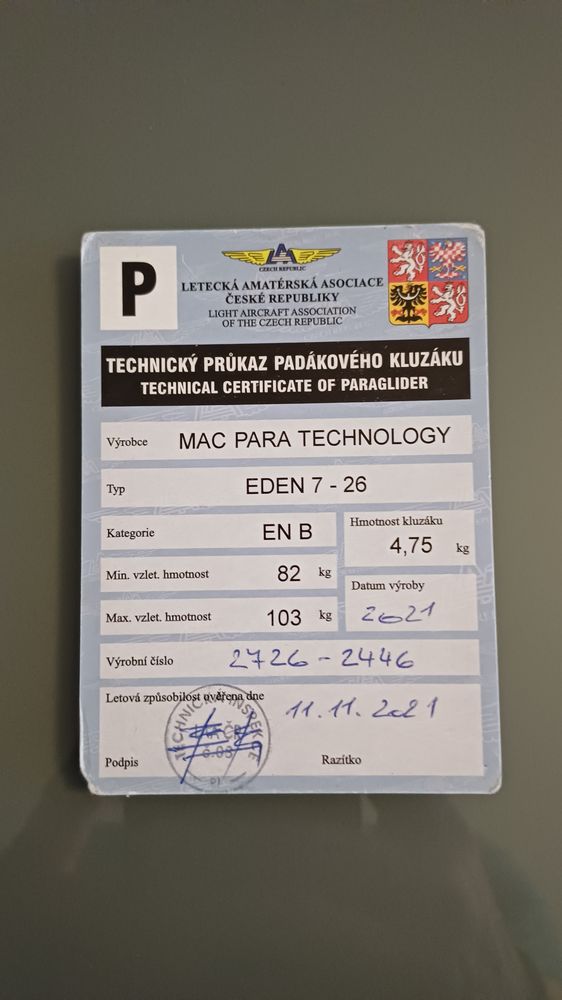 P
CZECH REPUBLIC
LETECKÁ AMATÉRSKÁ ASOCIACE
ČESKÉ REPUBLIKY
LIGHT AIRCRAFT ASSOCIATION
OF THE CZECH REPUBLIC
TECHNICKÝ PRŮKAZ PADÁKOVÉHO KLUZÁKU
TECHNICAL CERTIFICATE OF PARAGLIDER
Výrobce MAC PARA TECHNOLOGY
Typ EDEN 7 - 26
Kategorie EN B
Hmotnost kluzáku 4,75 kg
Min. vzlet. hmotnost 82 kg
Datum výroby 2021
Max. vzlet. hmotnost 103 kg
Výrobní číslo 2726-2446
Letová způsobilost ověřena dne 11.11.2021
TECHNICKÁ INSPEKCE
Podpis Razítko